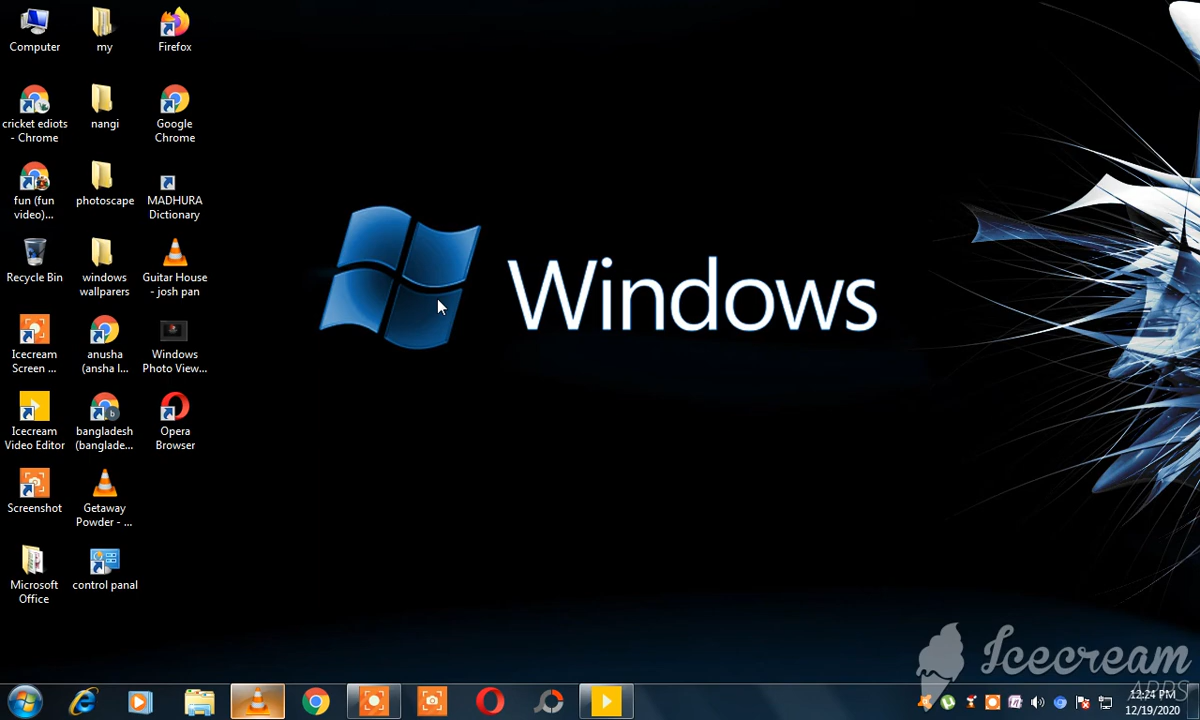 Computer
my
Firefox
cricket ediots
- Chrome
nangi
Google
Chrome
fun (fun
video)...
photoscape
MADHURA
Dictionary
Recycle Bin
windows
wallparers
Guitar House
- josh pan
Icecream
Screen ...
anusha
(ansha l...
Windows
Photo View...
Icecream
Video Editor
bangladesh
(banglade...
Opera
Browser
Screenshot
Getaway
Powder - ...
Microsoft
Office
control panal
Windows
Icecream
APPS
12:24 PM
12/19/2020